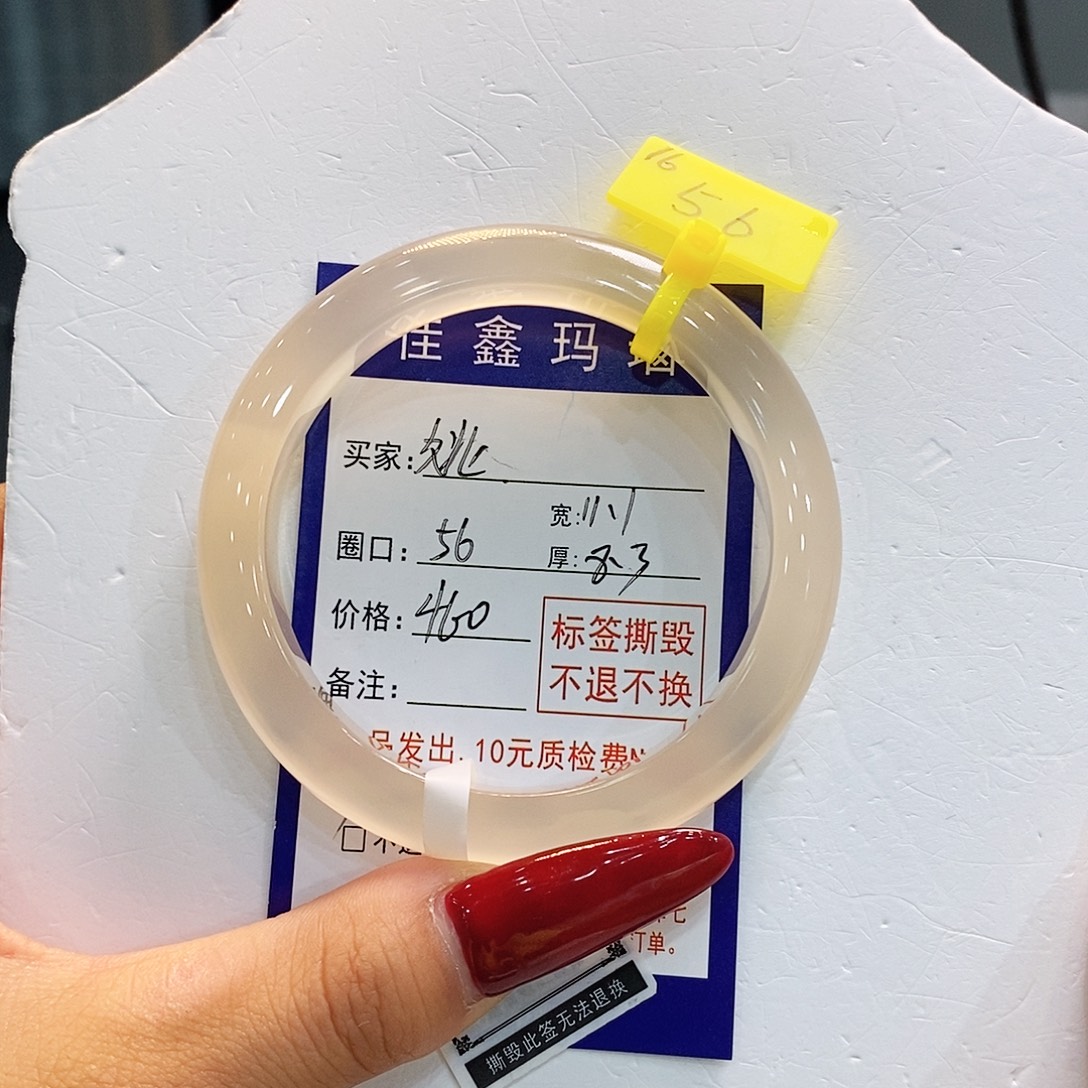 16
56
佳鑫玛瑙
买家：姚
宽：11.1
圈口：56
厚：8.3
价格：460
标签撕毁
不退不换
备注：
品发出.10元质检费
订单。
撕毁此签无法退换